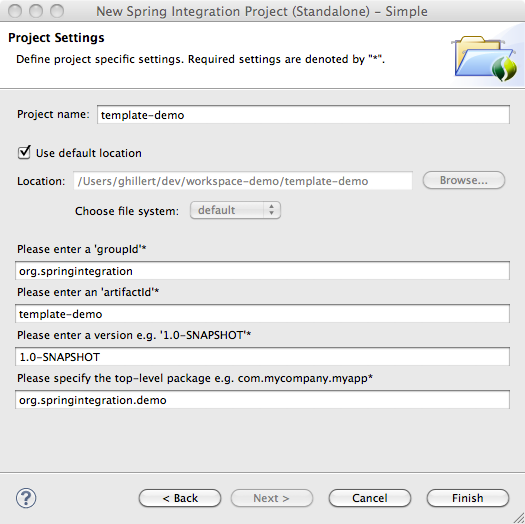 New Spring Integration Project (Standalone) – Simple
Project Settings
Define project specific settings. Required settings are denoted by "*".
Project name: template-demo
Use default location
Location: /Users/ghillert/dev/workspace-demo/template-demo Browse...
Choose file system: default
Please enter a 'groupId'*
org.springintegration
Please enter an 'artifactId'*
template-demo
Please enter a version e.g. '1.0-SNAPSHOT'*
1.0-SNAPSHOT
Please specify the top-level package e.g. com.mycompany.myapp*
org.springintegration.demo
? < Back Next > Cancel Finish